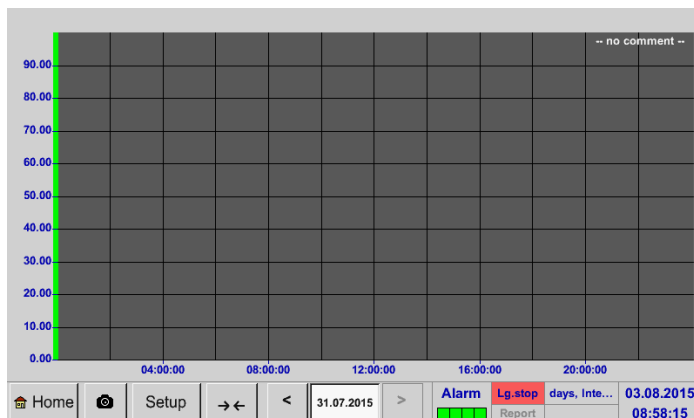 -- no comment --
90.00
80.00
70.00
60.00
50.00
40.00
30.00
20.00
10.00
0.00
04:00:00 08:00:00 12:00:00 16:00:00 20:00:00
Home Setup →← < 31.07.2015 > Alarm Lg.stop days, Inte... 03.08.2015
Report 08:58:15